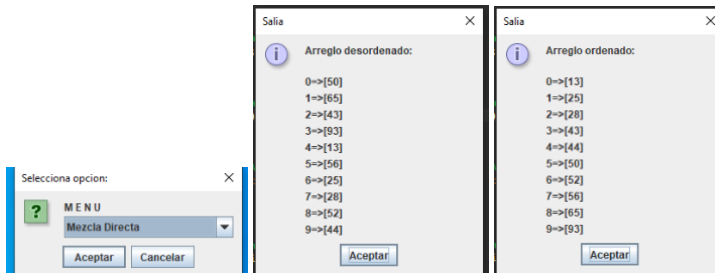 Selecciona opcion:
M E N U
Mezcla Directa
Aceptar
Cancelar
Salia
Arreglo desordenado:
0=>[50]
1=>[65]
2=>[43]
3=>[93]
4=>[13]
5=>[56]
6=>[25]
7=>[28]
8=>[52]
9=>[44]
Aceptar
Salia
Arreglo ordenado:
0=>[13]
1=>[25]
2=>[28]
3=>[43]
4=>[44]
5=>[50]
6=>[52]
7=>[56]
8=>[65]
9=>[93]
Aceptar